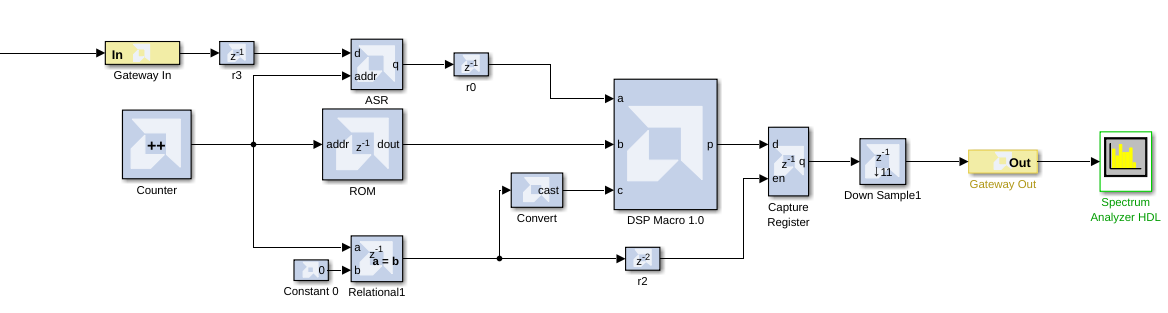 In
Gateway In
z-1
r3
d
addr
q
ASR
z-1
r0
++
Counter
addr
z-1
dout
ROM
a
b
c
p
DSP Macro 1.0
cast
Convert
a
b
z-1
a = b
Relational1
0
Constant 0
z-2
r2
d
z-1
q
en
Capture
Register
z-1
↓11
Down Sample1
Out
Gateway Out
Spectrum
Analyzer HDL